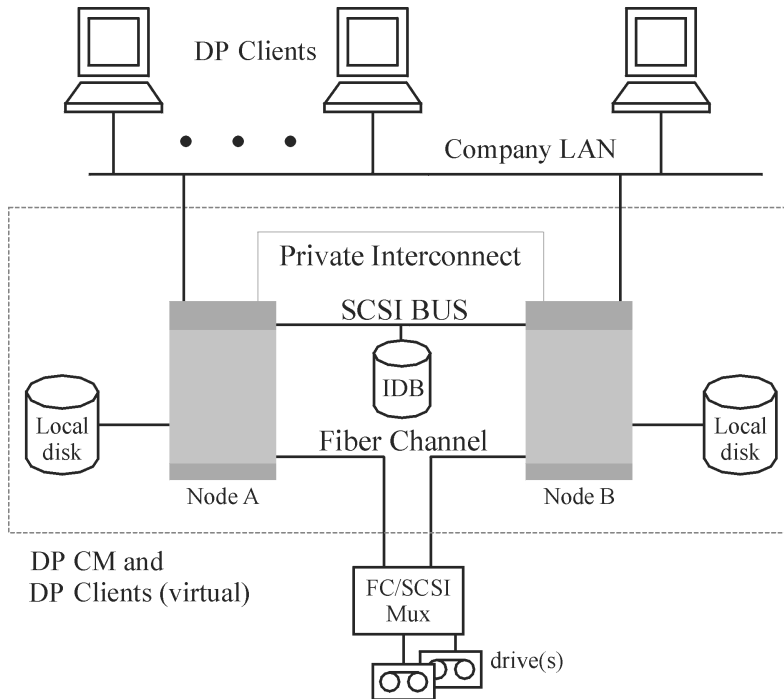 DP Clients
Company LAN
Private Interconnect
SCSI BUS
IDB
Local
disk
Local
disk
Fiber Channel
Node A
Node B
DP CM and
DP Clients (virtual)
FC/SCSI
Mux
drive(s)